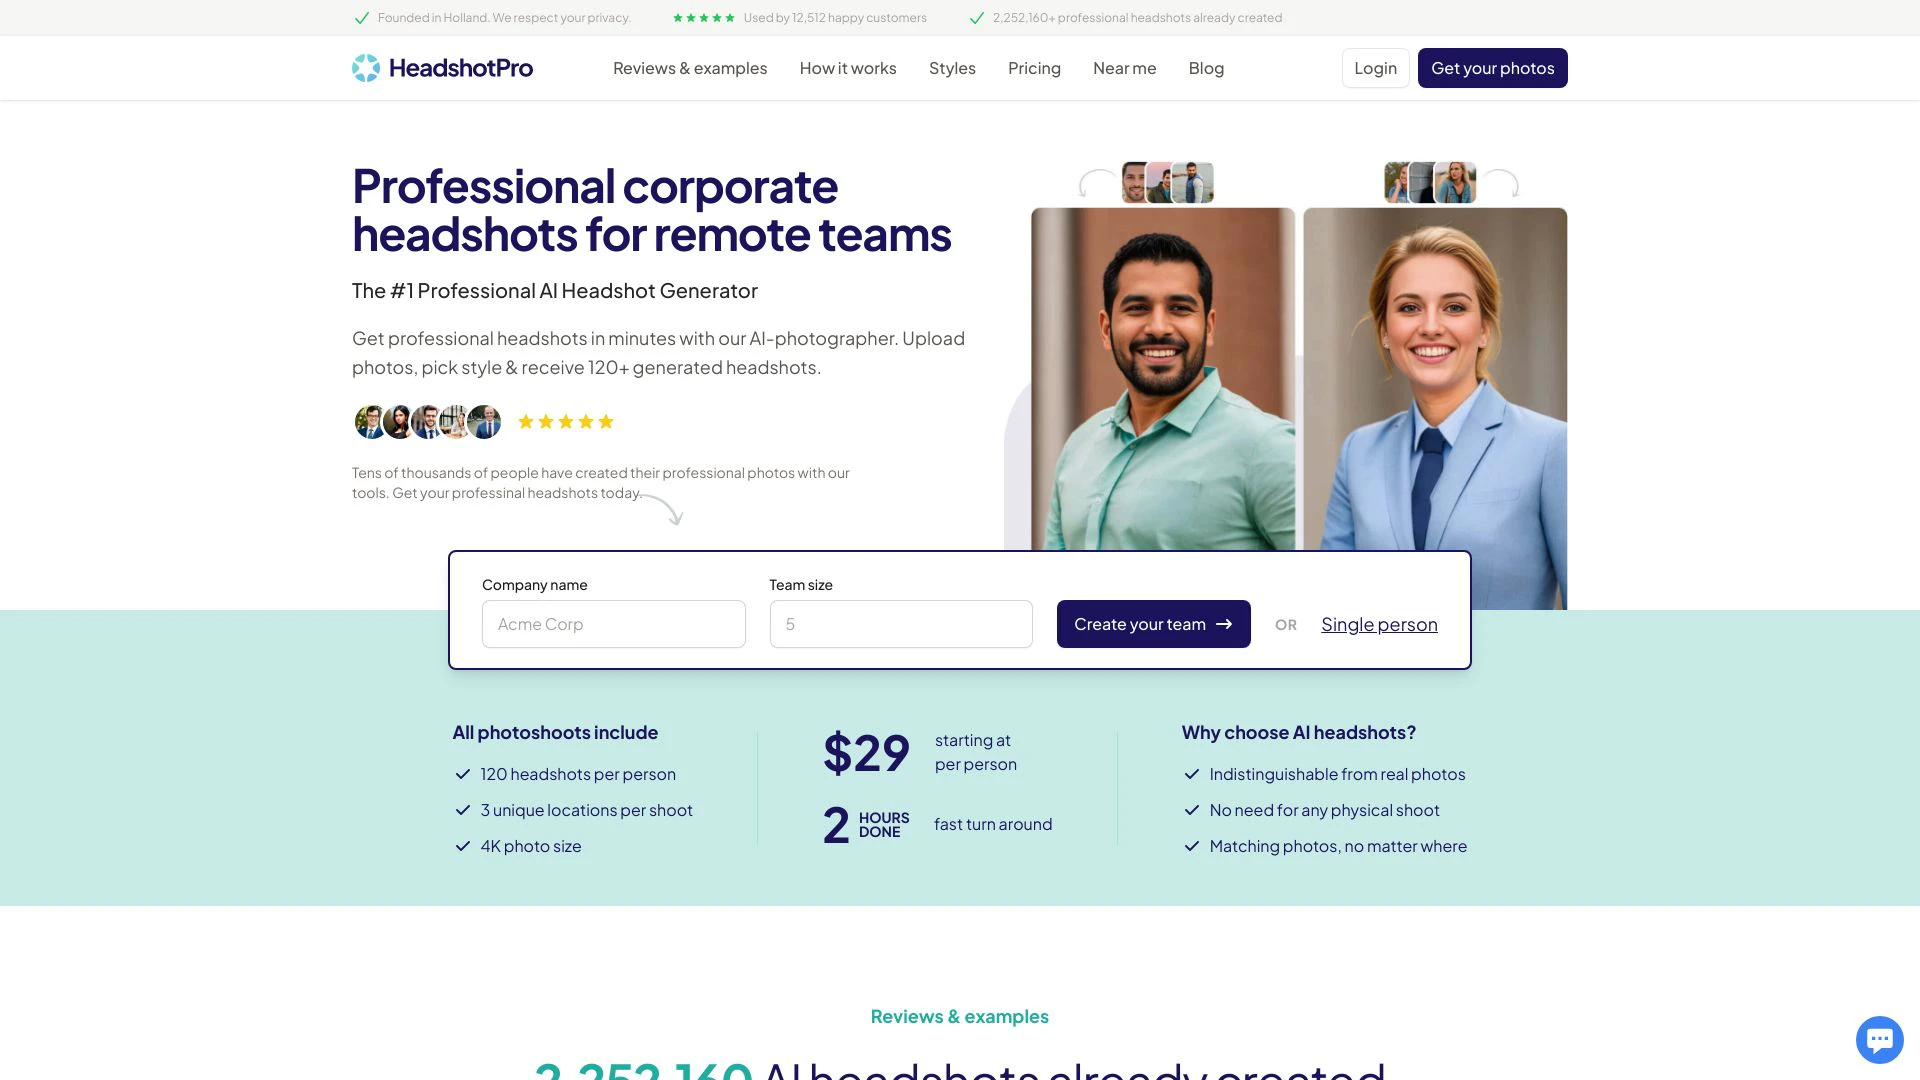 Founded in Holland. We respect your privacy.
Used by 12,512 happy customers
2,252,160+ professional headshots already created
HeadshotPro
Reviews & examples
How it works
Styles
Pricing
Near me
Blog
Login
Get your photos
Professional corporate
headshots for remote teams
The #1 Professional AI Headshot Generator
Get professional headshots in minutes with our AI-photographer. Upload
photos, pick style & receive 120+ generated headshots.
Tens of thousands of people have created their professional photos with our
tools. Get your professinal headshots today.
Company name
Acme Corp
Team size
5
Create your team
OR
Single person
All photoshoots include
120 headshots per person
3 unique locations per shoot
4K photo size
$29
starting at
per person
2
HOURS
DONE
fast turn around
Why choose AI headshots?
Indistinguishable from real photos
No need for any physical shoot
Matching photos, no matter where
Reviews & examples
2,252,160 AI headshots already created